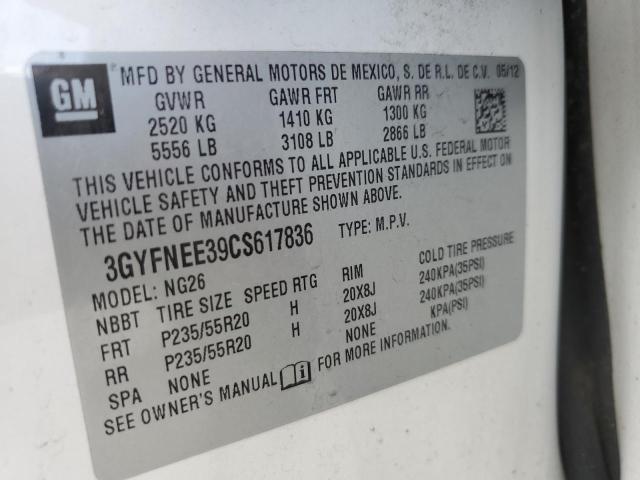 GM
MFD BY GENERAL MOTORS DE MEXICO, S. DE R.L. DE C.V. 05/12
GVWR GAWR FRT GAWR RR
2520 KG 1410 KG 1300 KG
5556 LB 3108 LB 2866 LB
THIS VEHICLE CONFORMS TO ALL APPLICABLE U.S. FEDERAL MOTOR
VEHICLE SAFETY AND THEFT PREVENTION STANDARDS IN EFFECT ON
THE DATE OF MANUFACTURE SHOWN ABOVE.
3GYFNEE39CS617836 TYPE: M.P.V.
MODEL: NG26
NBBT TIRE SIZE SPEED RTG RIM COLD TIRE PRESSURE
FRT P235/55R20 H 20X8J 240KPA(35PSI)
RR P235/55R20 H 20X8J 240KPA(35PSI)
SPA NONE NONE KPA(PSI)
SEE OWNER'S MANUAL i FOR MORE INFORMATION.